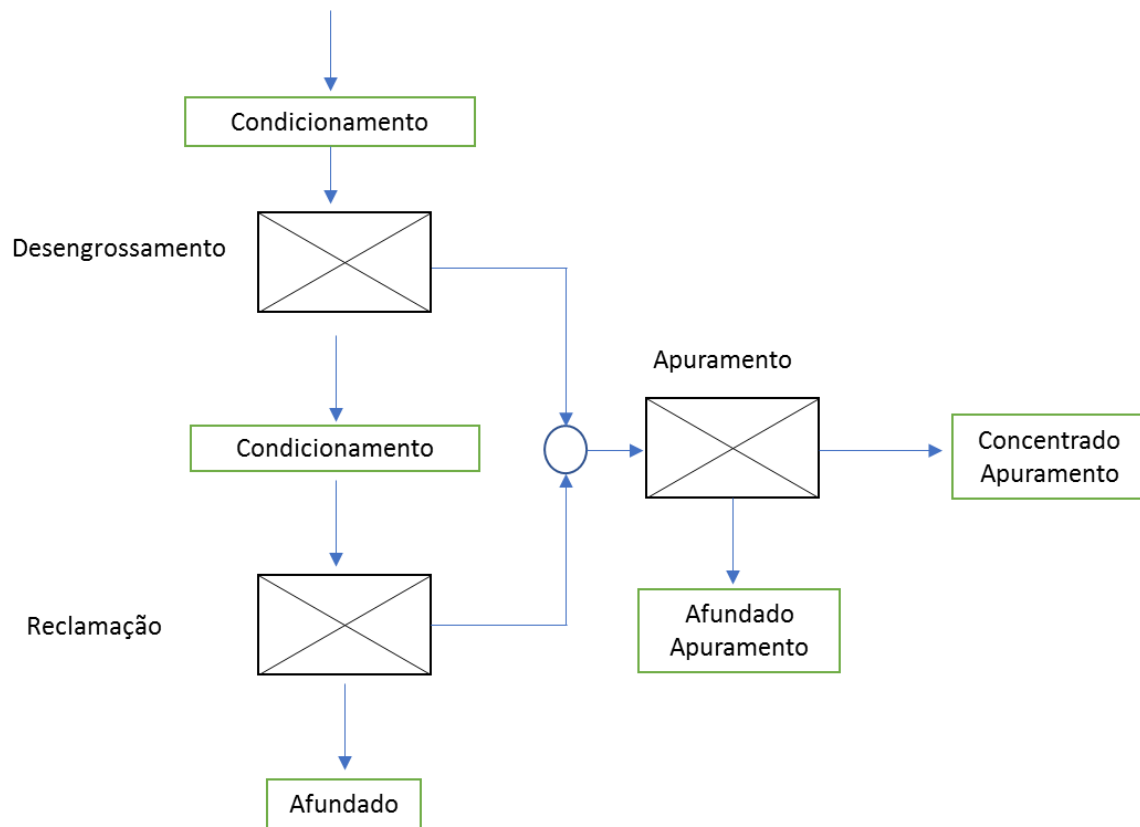 Condicionamento
Desengrossamento
Apuramento
Condicionamento
Concentrado
Apuramento
Reclamação
Afundado
Apuramento
Afundado